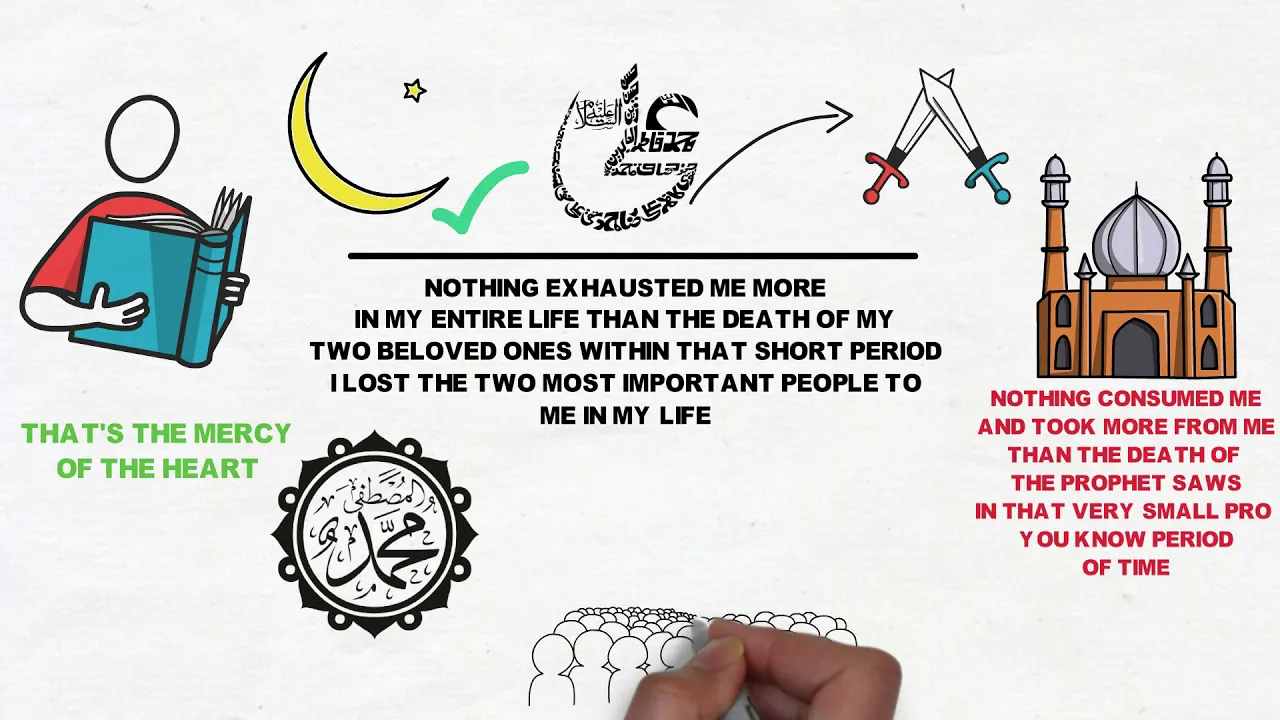 NOTHING EXHAUSTED ME MORE
IN MY ENTIRE LIFE THAN THE DEATH OF MY
TWO BELOVED ONES WITHIN THAT SHORT PERIOD
I LOST THE TWO MOST IMPORTANT PEOPLE TO
ME IN MY LIFE
THAT'S THE MERCY
OF THE HEART
المصطفى
محمد
NOTHING CONSUMED ME
AND TOOK MORE FROM ME
THAN THE DEATH OF
THE PROPHET SAWS
IN THAT VERY SMALL PRO
YOU KNOW PERIOD
OF TIME